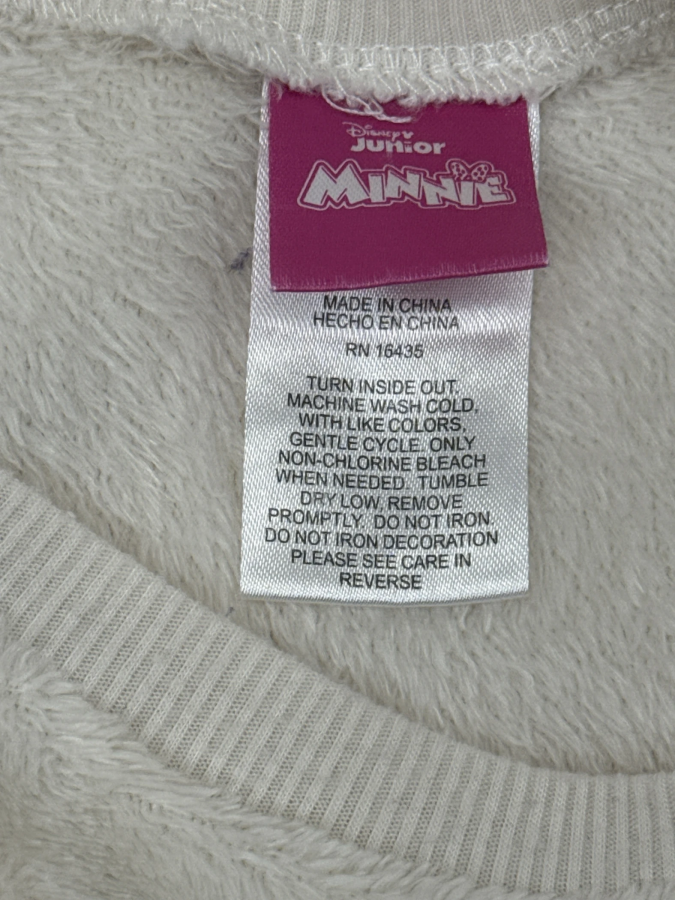 Disney
Junior
MINNIE
MADE IN CHINA
HECHO EN CHINA
RN 16435
TURN INSIDE OUT.
MACHINE WASH COLD,
WITH LIKE COLORS,
GENTLE CYCLE. ONLY
NON-CHLORINE BLEACH
WHEN NEEDED. TUMBLE
DRY LOW, REMOVE
PROMPTLY. DO NOT IRON.
DO NOT IRON DECORATION
PLEASE SEE CARE IN
REVERSE